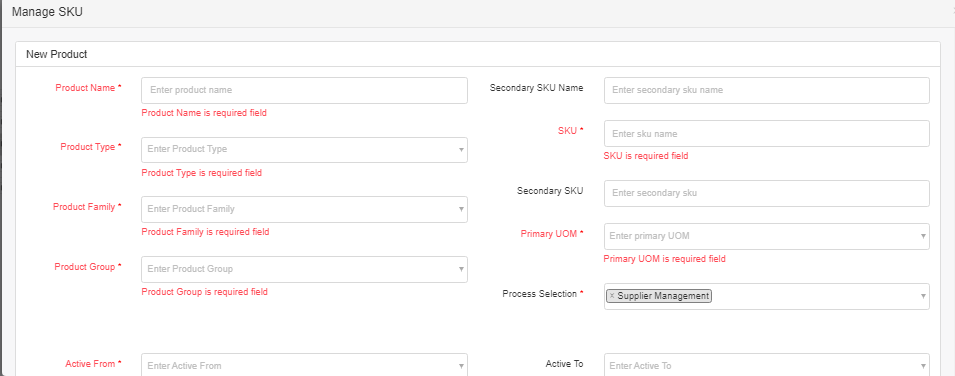 Manage SKU
New Product
Product Name *
Enter product name
Product Name is required field
Secondary SKU Name
Enter secondary sku name
SKU *
Enter sku name
SKU is required field
Product Type *
Enter Product Type
Product Type is required field
Secondary SKU
Enter secondary sku
Product Family *
Enter Product Family
Product Family is required field
Primary UOM *
Enter primary UOM
Primary UOM is required field
Product Group *
Enter Product Group
Product Group is required field
Process Selection *
× Supplier Management
Active From *
Enter Active From
Active To
Enter Active To